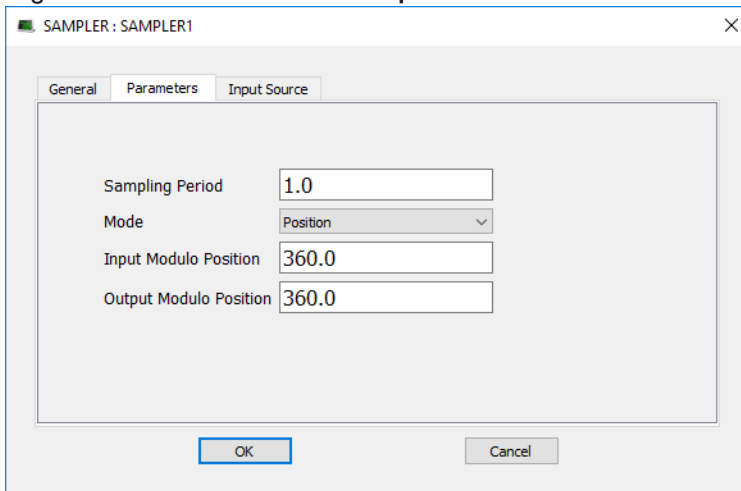 SAMPLER : SAMPLER1
General Parameters Input Source
Sampling Period 1.0
Mode Position
Input Modulo Position 360.0
Output Modulo Position 360.0
OK Cancel